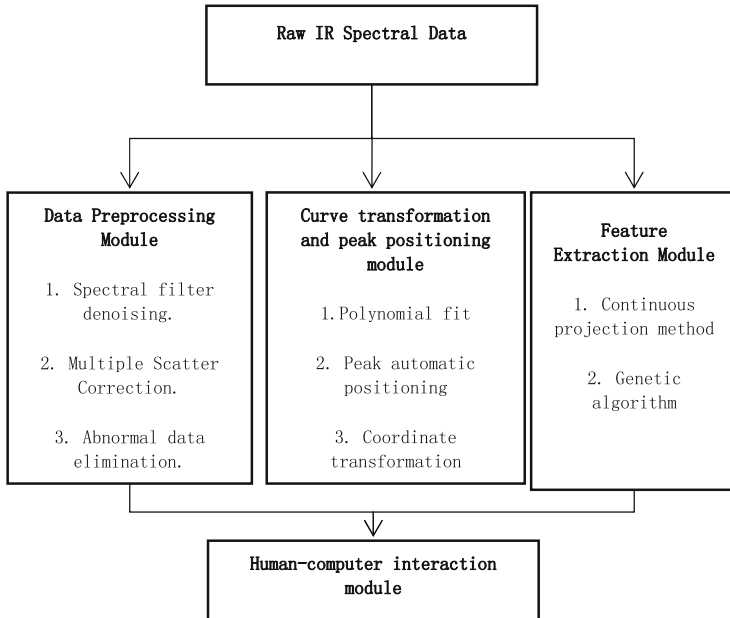 Raw IR Spectral Data
Data Preprocessing
Module
1. Spectral filter
denoising.
2. Multiple Scatter
Correction.
3. Abnormal data
elimination.
Curve transformation
and peak positioning
module
1.Polynomial fit
2. Peak automatic
positioning
3. Coordinate
transformation
Feature
Extraction Module
1. Continuous
projection method
2. Genetic
algorithm
Human-computer interaction
module